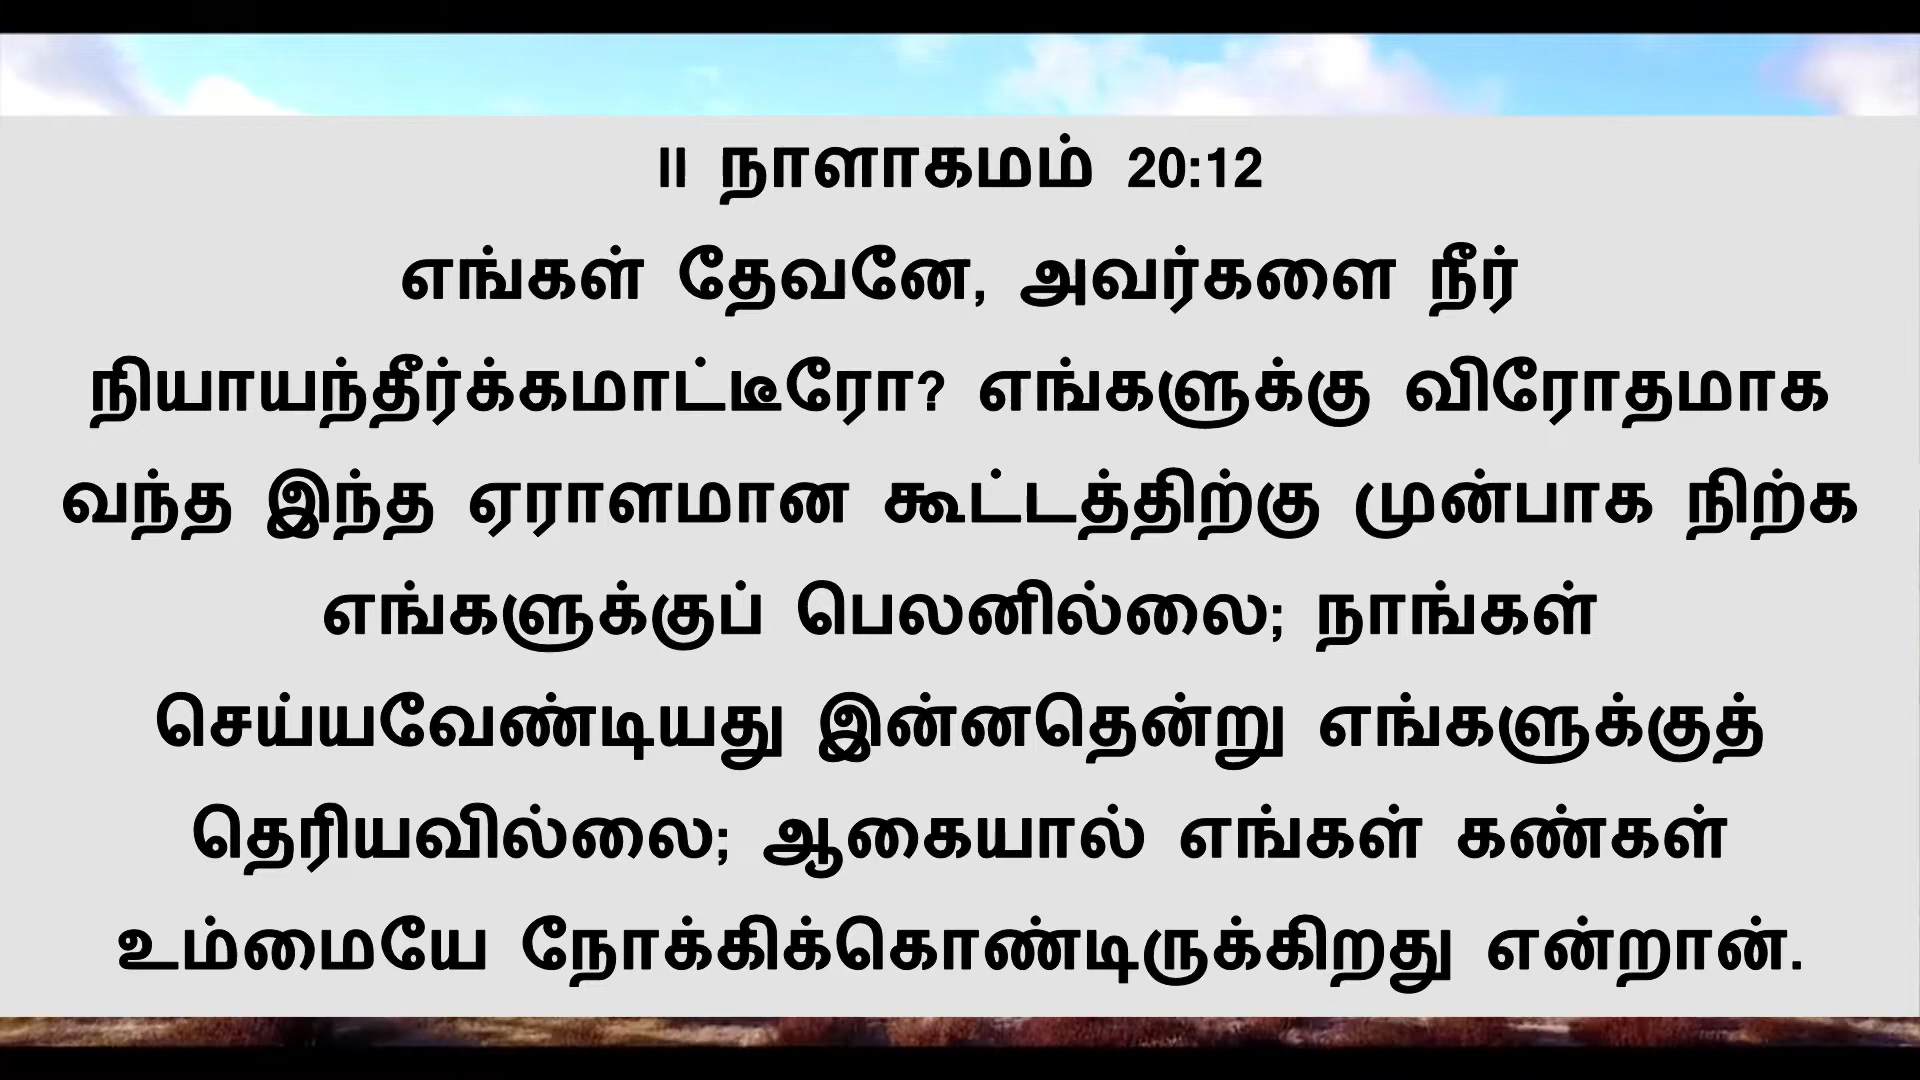 II நாளாகமம் 20:12
எங்கள் தேவனே, அவர்களை நீர்
நியாயந்தீர்க்கமாட்டீரோ? எங்களுக்கு விரோதமாக
வந்த இந்த ஏராளமான கூட்டத்திற்கு முன்பாக நிற்க
எங்களுக்குப் பெலனில்லை; நாங்கள்
செய்யவேண்டியது இன்னதென்று எங்களுக்குத்
தெரியவில்லை; ஆகையால் எங்கள் கண்கள்
உம்மையே நோக்கிக்கொண்டிருக்கிறது என்றான்.